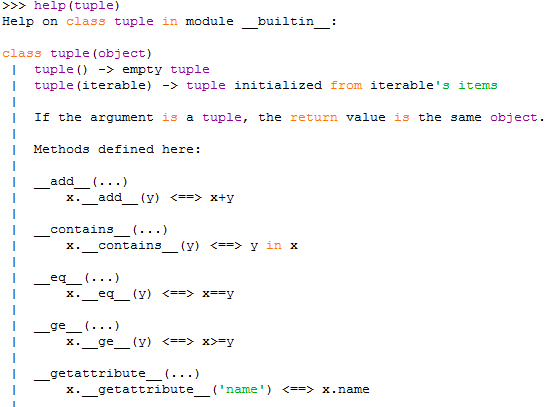 >>> help(tuple)
Help on class tuple in module __builtin__:

class tuple(object)
 |  tuple() -> empty tuple
 |  tuple(iterable) -> tuple initialized from iterable's items
 |
 |  If the argument is a tuple, the return value is the same object.
 |
 |  Methods defined here:
 |
 |  __add__(...)
 |      x.__add__(y) <==> x+y
 |
 |  __contains__(...)
 |      x.__contains__(y) <==> y in x
 |
 |  __eq__(...)
 |      x.__eq__(y) <==> x==y
 |
 |  __ge__(...)
 |      x.__ge__(y) <==> x>=y
 |
 |  __getattribute__(...)
 |      x.__getattribute__('name') <==> x.name
 |